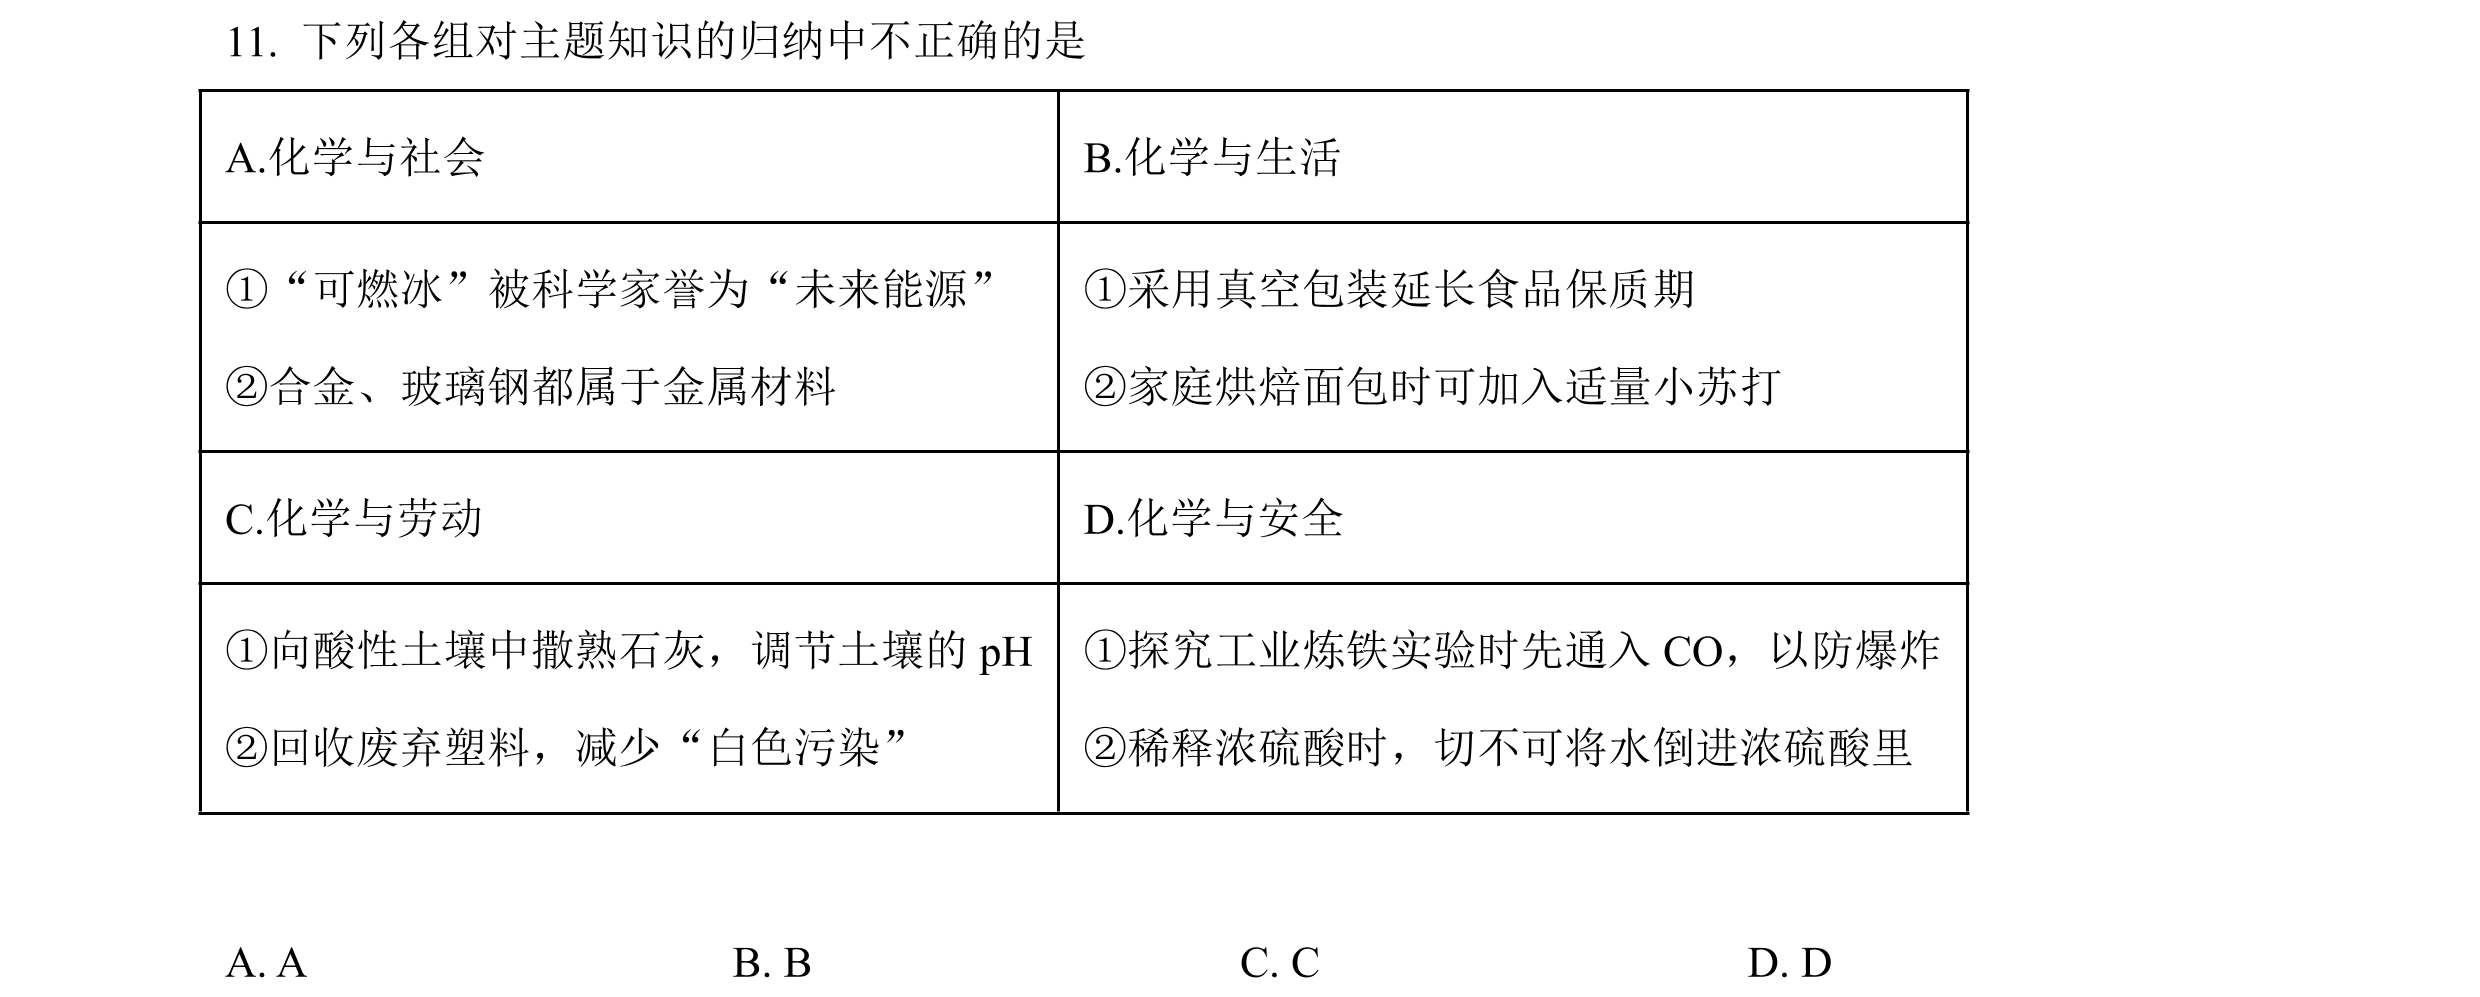 11. 下列各组对主题知识的归纳中不正确的是
A.化学与社会
B.化学与生活
①“可燃冰”被科学家誉为“未来能源”
②合金、玻璃钢都属于金属材料
①采用真空包装延长食品保质期
②家庭烘焙面包时可加入适量小苏打
C.化学与劳动
D.化学与安全
①向酸性土壤中撒熟石灰，调节土壤的 pH
②回收废弃塑料，减少“白色污染”
①探究工业炼铁实验时先通入 CO，以防爆炸
②稀释浓硫酸时，切不可将水倒进浓硫酸里
A. A B. B C. C D. D